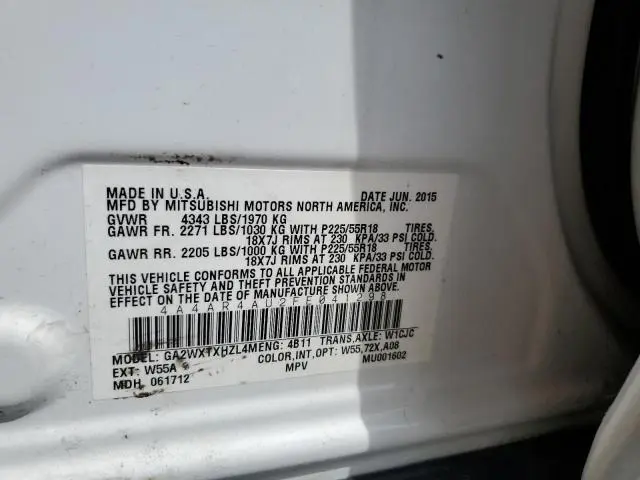 MADE IN U.S.A. DATE JUN. 2015
MFD BY MITSUBISHI MOTORS NORTH AMERICA, INC.
GVWR 4343 LBS/1970 KG
GAWR FR. 2271 LBS/1030 KG WITH P225/55R18 TIRES,
18X7J RIMS AT 230 KPA/33 PSI COLD.
GAWR RR. 2205 LBS/1000 KG WITH P225/55R18 TIRES,
18X7J RIMS AT 230 KPA/33 PSI COLD.
THIS VEHICLE CONFORMS TO ALL APPLICABLE FEDERAL MOTOR
VEHICLE SAFETY & THEFT PREVENTION STANDARDS IN
EFFECT ON THE DATE OF MANUFACTURE SHOWN ABOVE.
4A4AR4AU2FE041298
MODEL: GA2WXTXHZL4M ENG: 4B11 TRANS,AXLE: W1CJC
EXT: W55A COLOR,INT,OPT: W55,72X,A08
MDH 061712 MPV MU001602